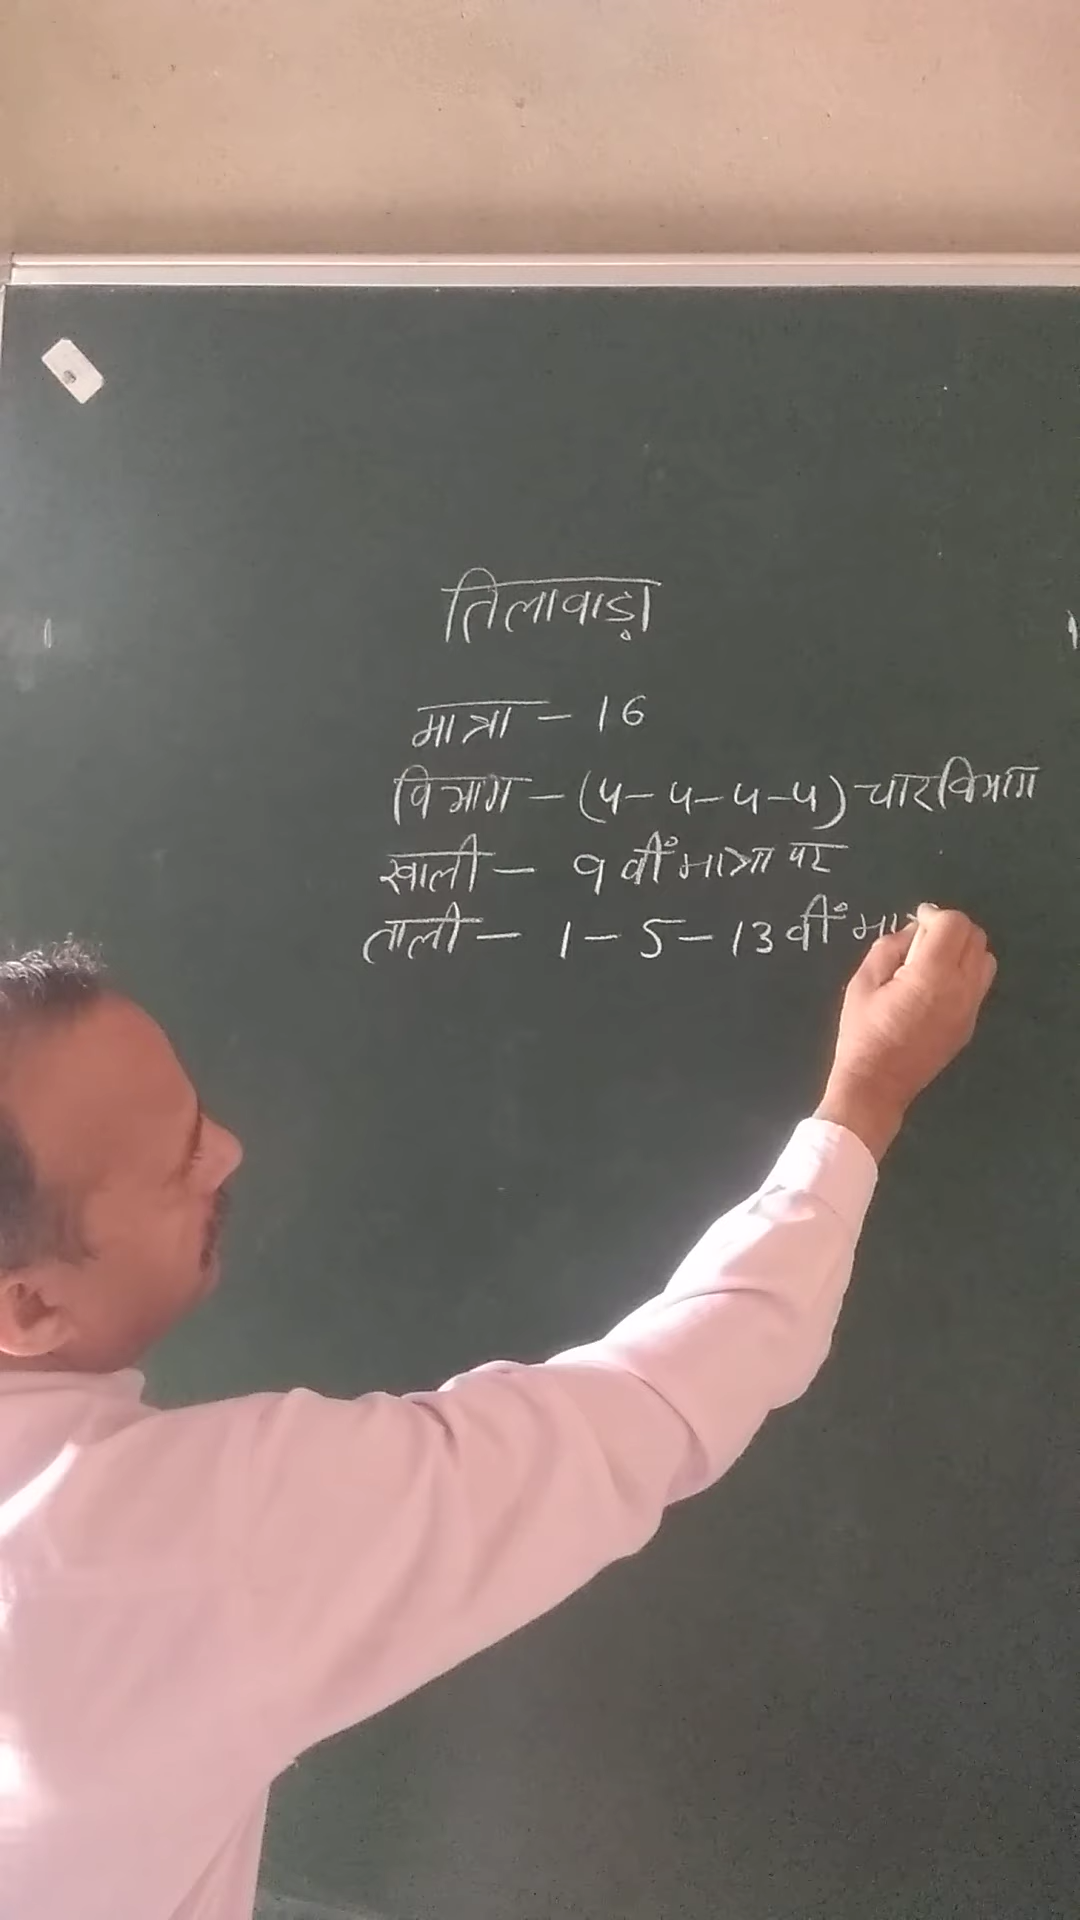 तिलावाड़ा
मात्रा - 16
विभाग - (4-4-4-4) चार विभाग
खाली - 9 वीं मात्रा पर
ताली - 1 - 5 - 13 वीं